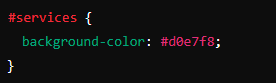 #services {
  background-color: #d0e7f8;
}